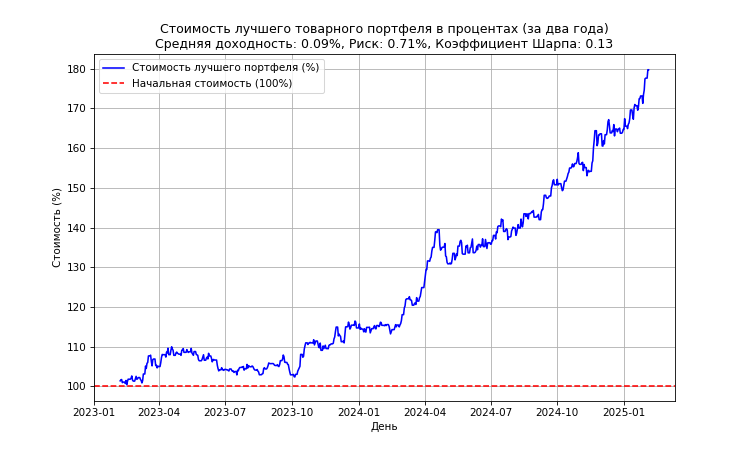 Стоимость лучшего товарного портфеля в процентах (за два года)
Средняя доходность: 0.09%, Риск: 0.71%, Коэффициент Шарпа: 0.13
Стоимость лучшего портфеля (%)
Начальная стоимость (100%)
Стоимость (%)
180
170
160
150
140
130
120
110
100
2023-01 2023-04 2023-07 2023-10 2024-01 2024-04 2024-07 2024-10 2025-01
День